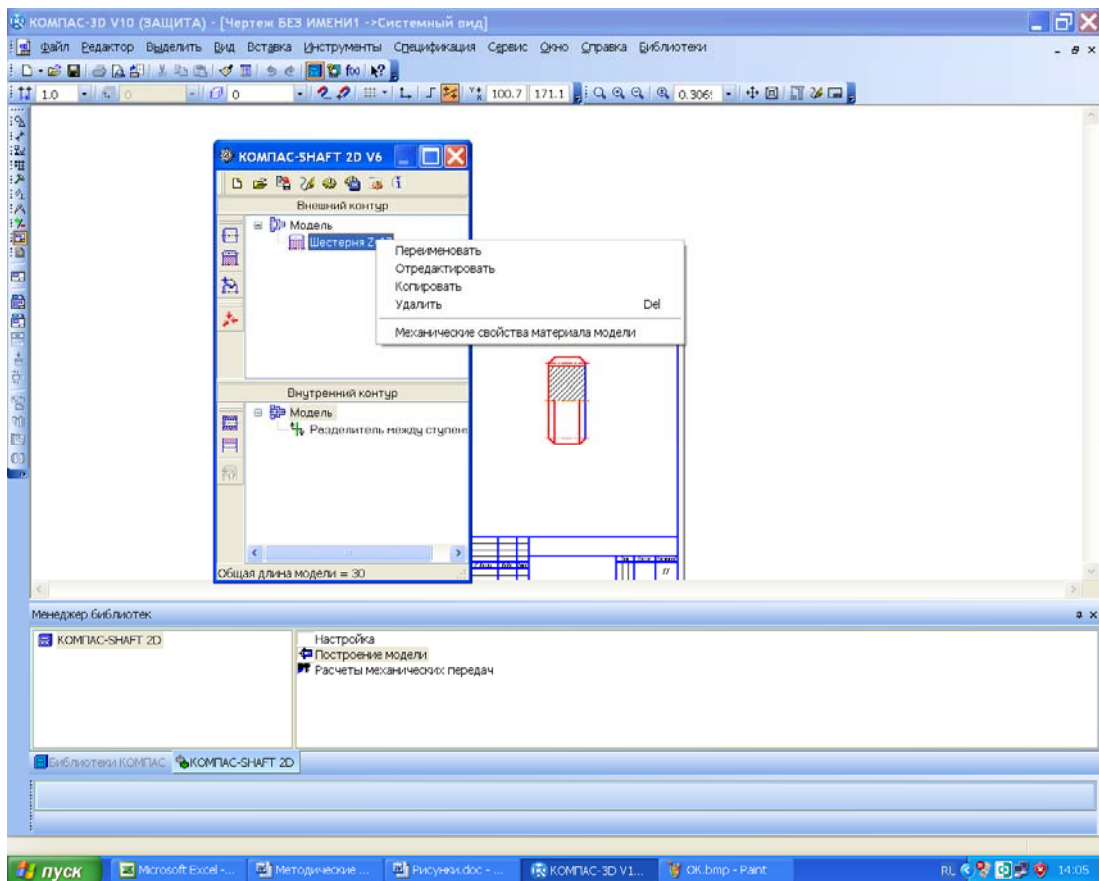 КОМПАС-3D V10 (ЗАЩИТА) - [Чертеж БЕЗ ИМЕНИ1 ->Системный вид]
Файл Редактор Выделить Вид Вставка Инструменты Спецификация Сервис Окно Справка Библиотеки
1.0 0 0 100.7 171.1 0.306
КОМПАС-SHAFT 2D V6
Внешний контур
Модель
Шестерня Z
Переименовать
Отредактировать
Копировать
Удалить Del
Механические свойства материала модели
Внутренний контур
Модель
Разделитель между ступен
Общая длина модели = 30
Менеджер библиотек
КОМПАС-SHAFT 2D
Настройка
Построение модели
Расчеты механических передач
Библиотеки КОМПАС КОМПАС-SHAFT 2D
пуск Microsoft Excel -... Методические ... Рисунки.doc - ... КОМПАС-3D V1... OK.bmp - Paint RL 14:05